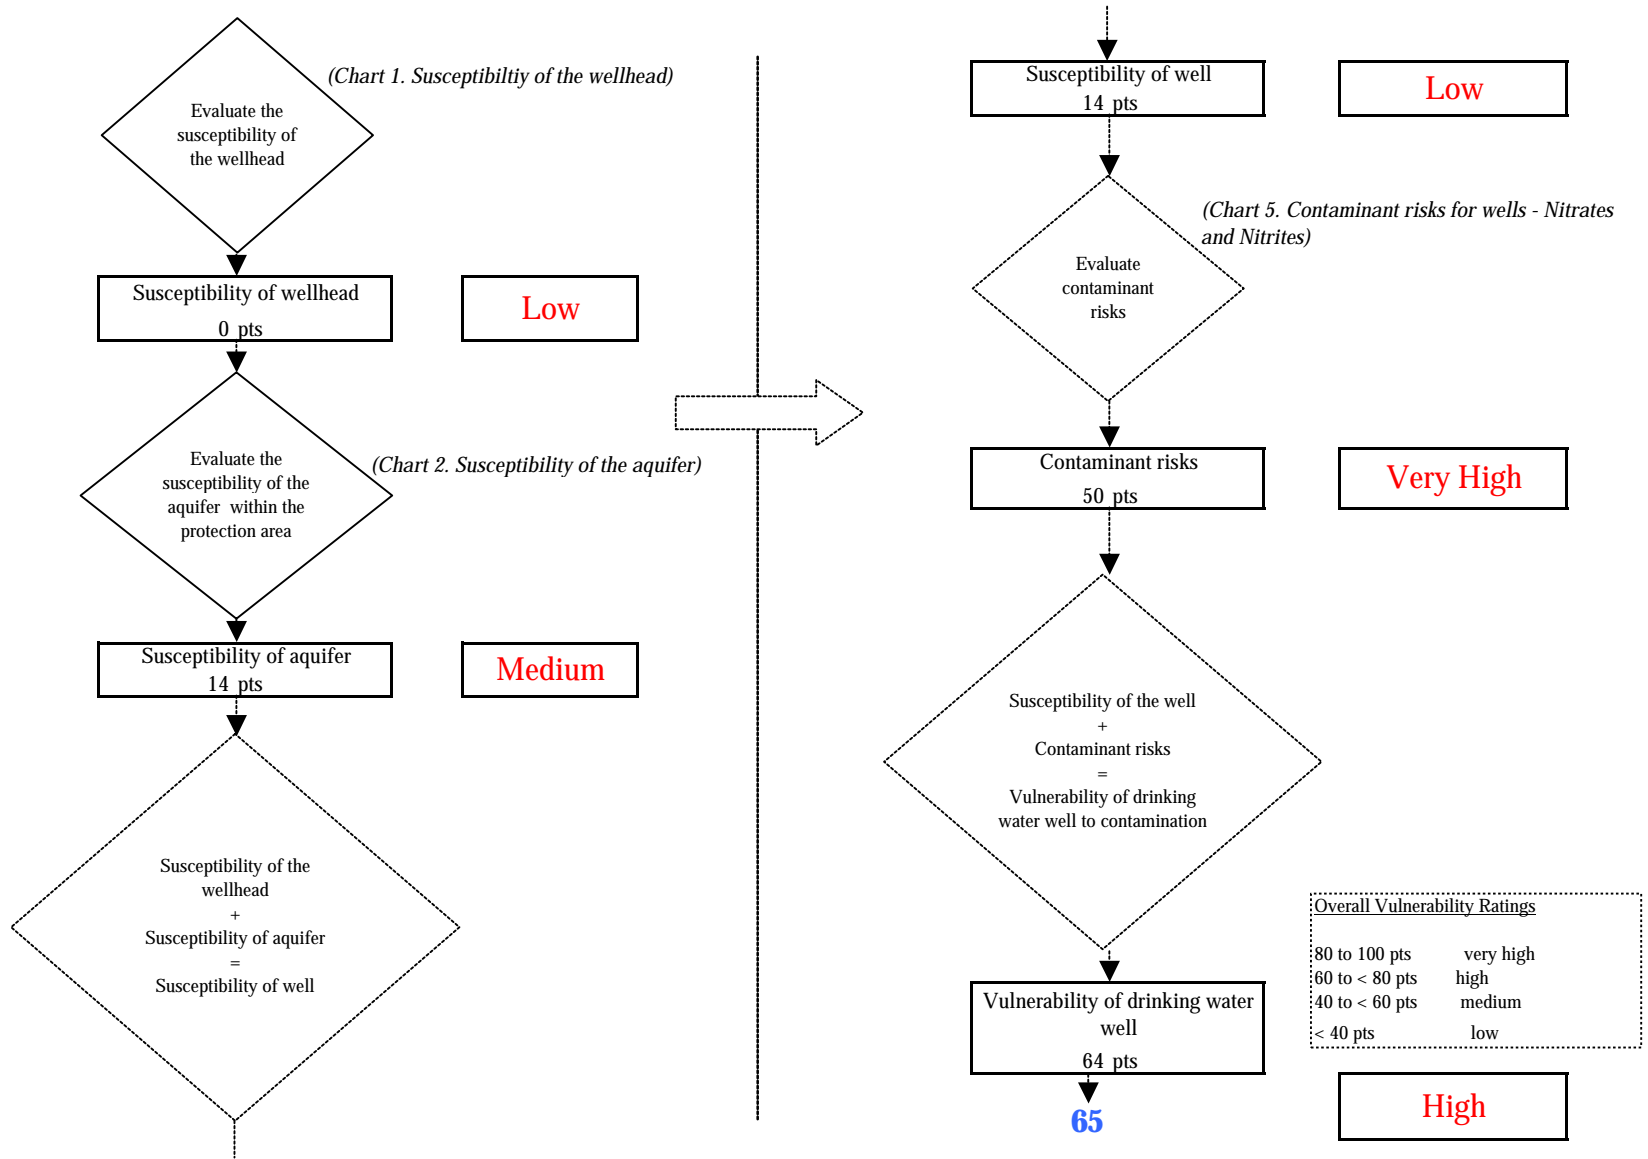 (Chart 1. Susceptibiltiy of the wellhead)
Evaluate the
susceptibility of
the wellhead
Susceptibility of wellhead
0 pts
Low
Evaluate the
susceptibility of the
aquifer within the
protection area
(Chart 2. Susceptibility of the aquifer)
Susceptibility of aquifer
14 pts
Medium
Susceptibility of the
wellhead
+
Susceptibility of aquifer
=
Susceptibility of well
Susceptibility of well
14 pts
Low
(Chart 5. Contaminant risks for wells - Nitrates
and Nitrites)
Evaluate
contaminant
risks
Contaminant risks
50 pts
Very High
Susceptibility of the well
+
Contaminant risks
=
Vulnerability of drinking
water well to contamination
Overall Vulnerability Ratings
80 to 100 pts very high
60 to < 80 pts high
40 to < 60 pts medium
< 40 pts low
Vulnerability of drinking water
well
64 pts
65
High